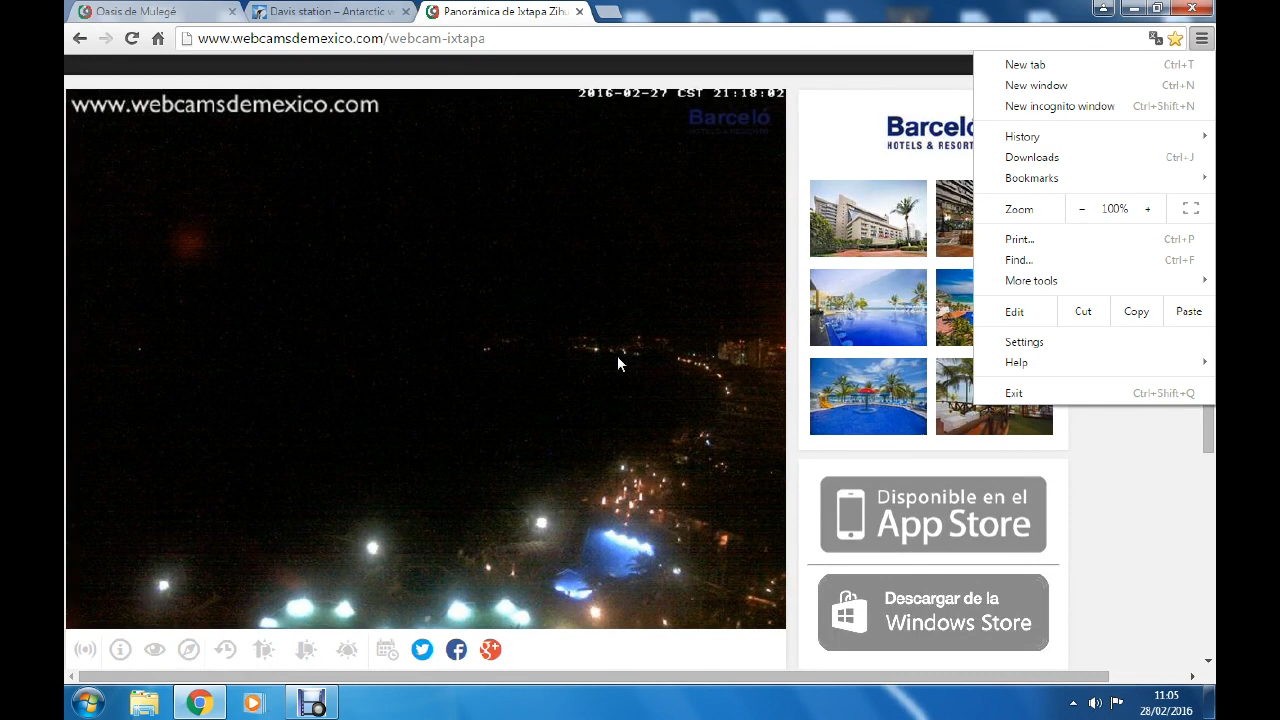 Oasis de Mulegé
Davis station – Antarctic w
Panorámica de Ixtapa Zihu
www.webcamsdemexico.com/webcam-ixtapa
www.webcamsdemexico.com
2016-02-27 CST 21:18:02
Barceló
HOTELS & RESORTS
Barceló
HOTELS & RESORT
New tab Ctrl+T
New window Ctrl+N
New incognito window Ctrl+Shift+N
History
Downloads Ctrl+J
Bookmarks
Zoom − 100% +
Print... Ctrl+P
Find... Ctrl+F
More tools
Edit Cut Copy Paste
Settings
Help
Exit Ctrl+Shift+Q
Disponible en el
App Store
Descargar de la
Windows Store
11:05
28/02/2016